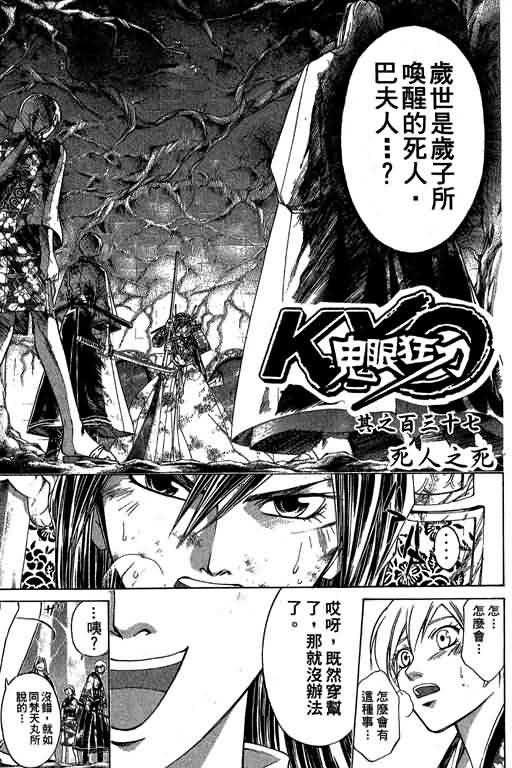 歲世是歲子所
喚醒的死人．
巴夫人…？
KYO
鬼眼狂刀
其之百三十七
死人之死
…
怎…
怎麼會…
怎麼會有
這種事…
哎呀，既然穿幫
了，那就沒辦法
了。
…咦？
沒錯，就如
同梵天丸所
說的…